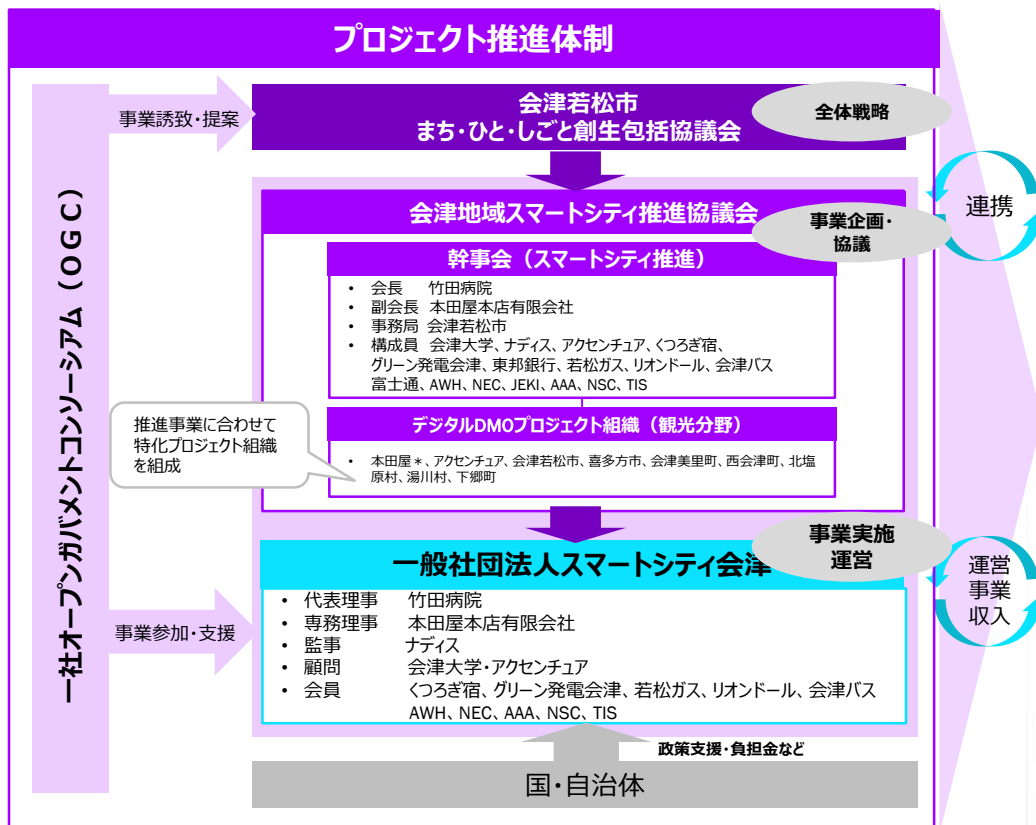 プロジェクト推進体制
一社オープンガバメントコンソーシアム(OGC)
事業誘致・提案
会津若松市
まち・ひと・しごと創生包括協議会
全体戦略
連携
会津地域スマートシティ推進協議会
事業企画・
協議
幹事会(スマートシティ推進)
• 会長 竹田病院
• 副会長 本田屋本店有限会社
• 事務局 会津若松市
• 構成員 会津大学、ナディス、アクセンチュア、くつろぎ宿、
グリーン発電会津、東邦銀行、若松ガス、リオンドール、会津バス
富士通、AWH、NEC、JEKI、AAA、NSC、TIS
推進事業に合わせて
特化プロジェクト組織
を組成
デジタルDMOプロジェクト組織(観光分野)
• 本田屋*、アクセンチュア、会津若松市、喜多方市、会津美里町、西会津町、北塩
原村、湯川村、下郷町
事業実施
運営
運営
事業
収入
一般社団法人スマートシティ会津
事業参加・支援
• 代表理事 竹田病院
• 専務理事 本田屋本店有限会社
• 監事 ナディス
• 顧問 会津大学・アクセンチュア
• 会員 くつろぎ宿、グリーン発電会津、若松ガス、リオンドール、会津バス
AWH、NEC、AAA、NSC、TIS
政策支援・負担金など
国・自治体